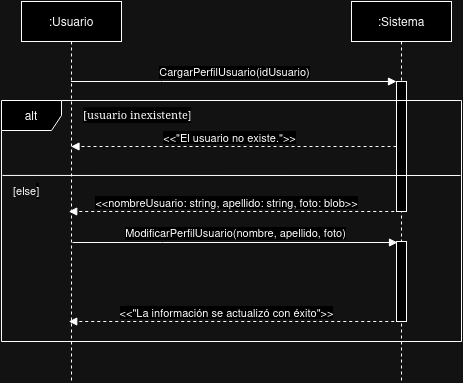 :Usuario
:Sistema
CargarPerfilUsuario(idUsuario)
alt
[usuario inexistente]
<<"El usuario no existe.">>
[else]
<<nombreUsuario: string, apellido: string, foto: blob>>
ModificarPerfilUsuario(nombre, apellido, foto)
<<"La información se actualizó con éxito">>